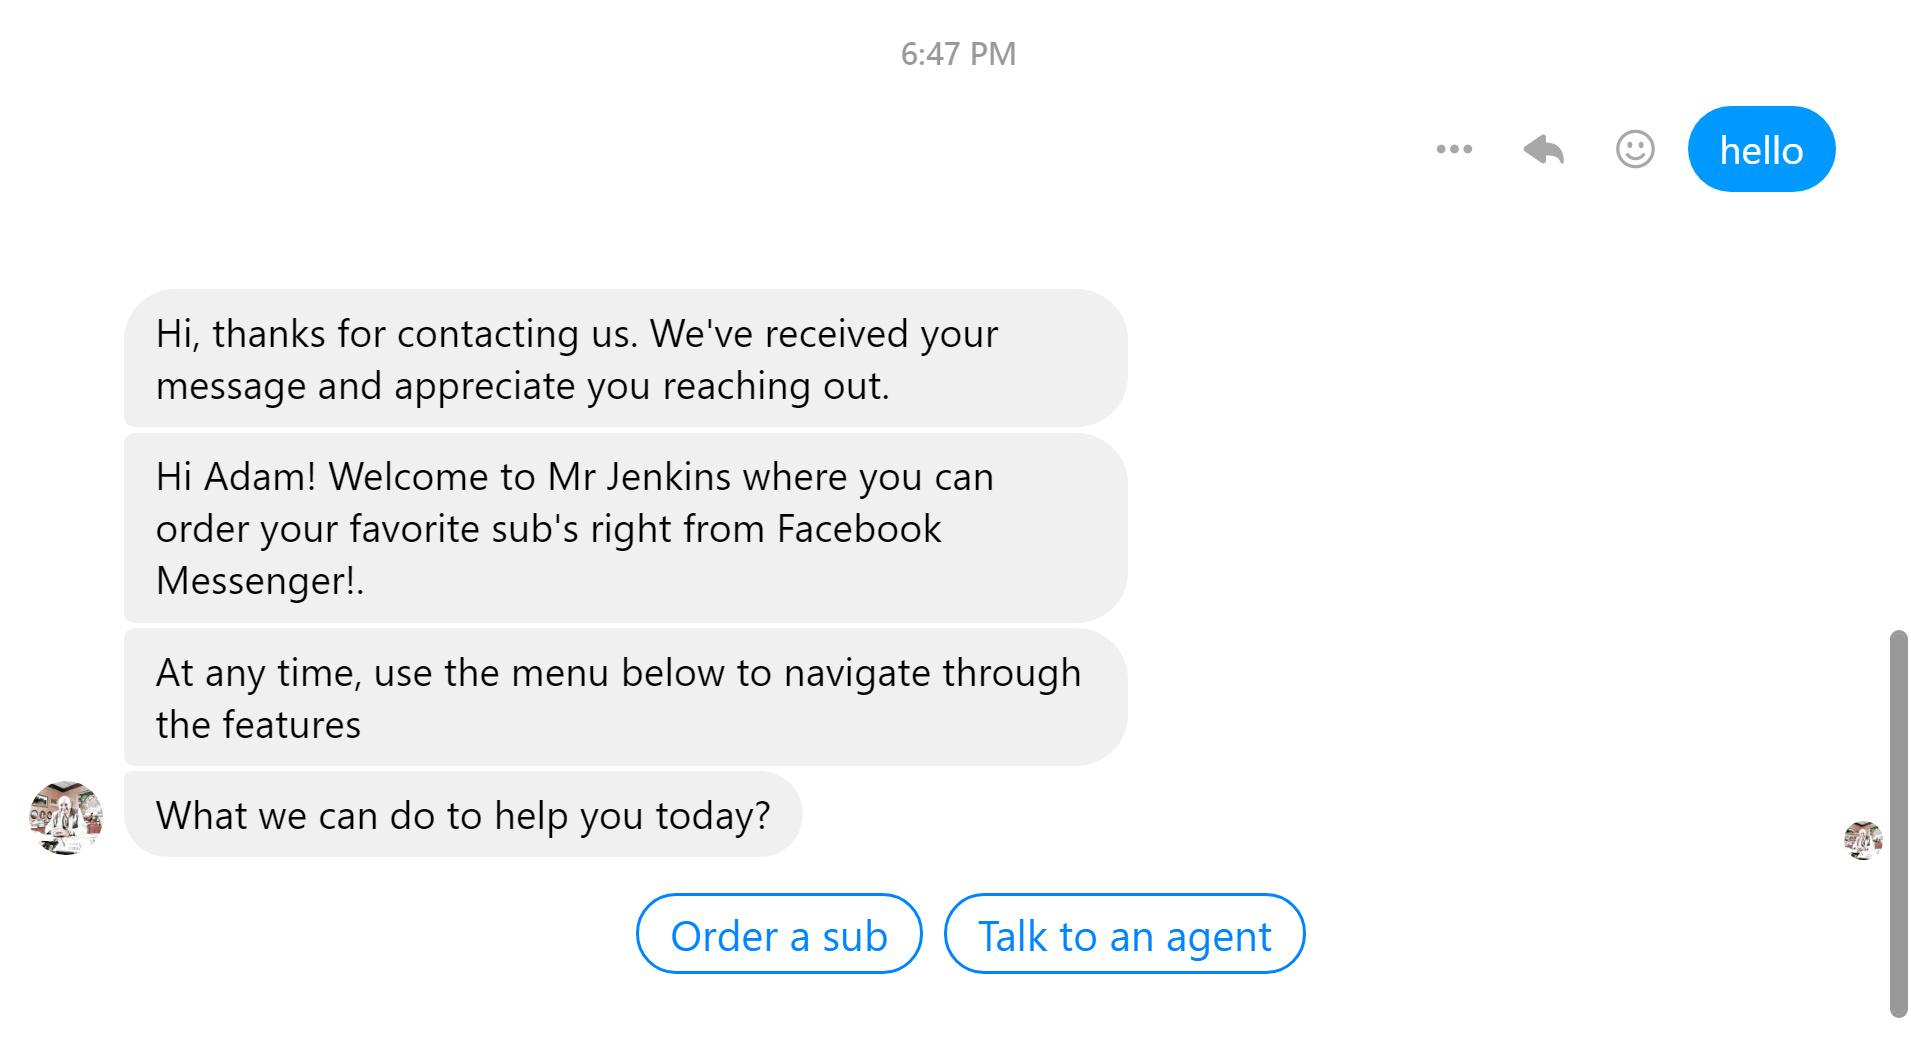 6:47 PM
hello
Hi, thanks for contacting us. We've received your
message and appreciate you reaching out.
Hi Adam! Welcome to Mr Jenkins where you can
order your favorite sub's right from Facebook
Messenger!.
At any time, use the menu below to navigate through
the features
What we can do to help you today?
Order a sub
Talk to an agent